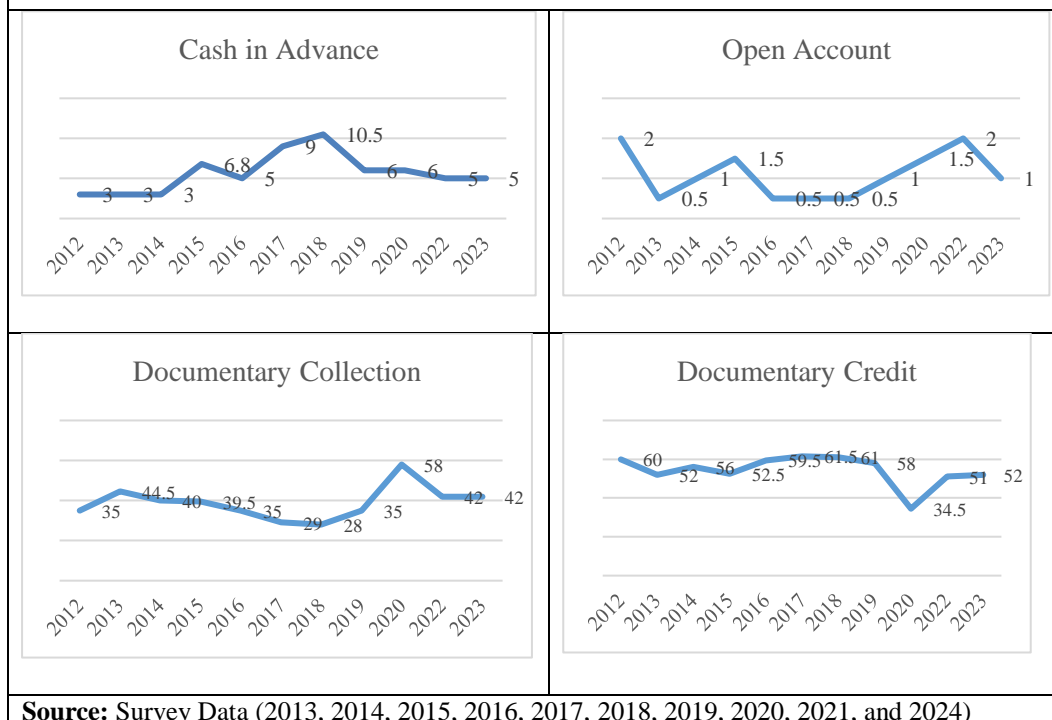 Cash in Advance
3 3 3 6.8 5 9 10.5 6 6 5 5
2012 2013 2014 2015 2016 2017 2018 2019 2020 2022 2023
Open Account
2 0.5 1 1.5 0.5 0.5 0.5 1 1.5 2 1
2012 2013 2014 2015 2016 2017 2018 2019 2020 2022 2023
Documentary Collection
35 44.5 40 39.5 35 29 28 35 58 42 42
2012 2013 2014 2015 2016 2017 2018 2019 2020 2022 2023
Documentary Credit
60 52 56 52.5 59.5 61.5 61 58 34.5 51 52
2012 2013 2014 2015 2016 2017 2018 2019 2020 2022 2023
Source: Survey Data (2013, 2014, 2015, 2016, 2017, 2018, 2019, 2020, 2021, and 2024)